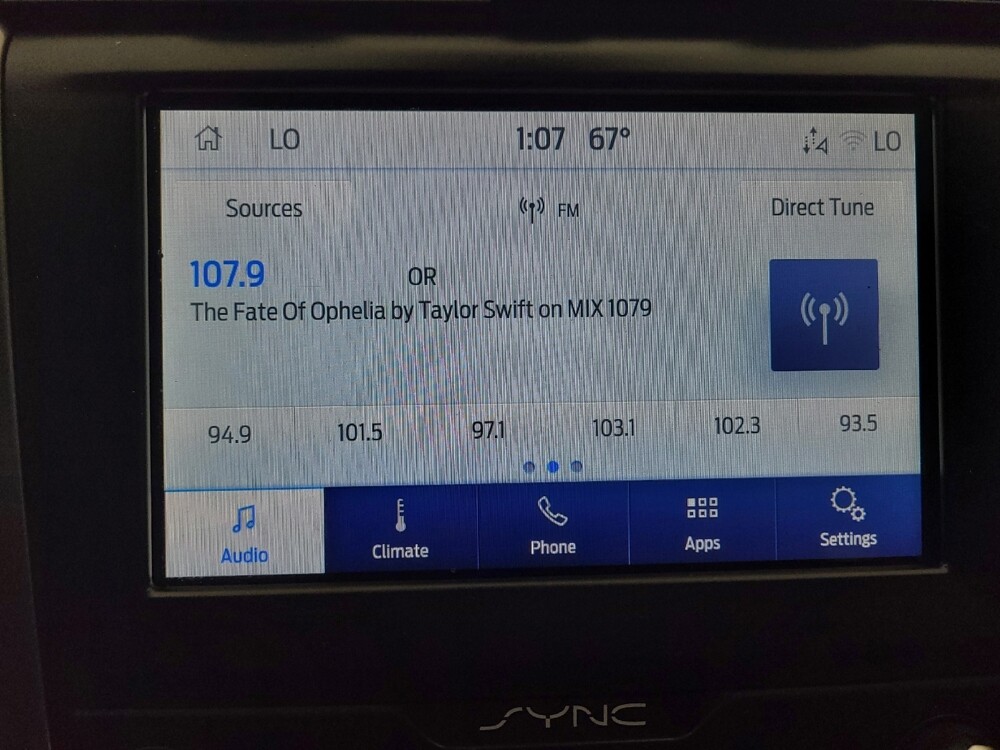 LO 1:07 67° LO
Sources FM Direct Tune
107.9 OR
The Fate Of Ophelia by Taylor Swift on MIX 1079
94.9 101.5 97.1 103.1 102.3 93.5
Audio Climate Phone Apps Settings
SYNC